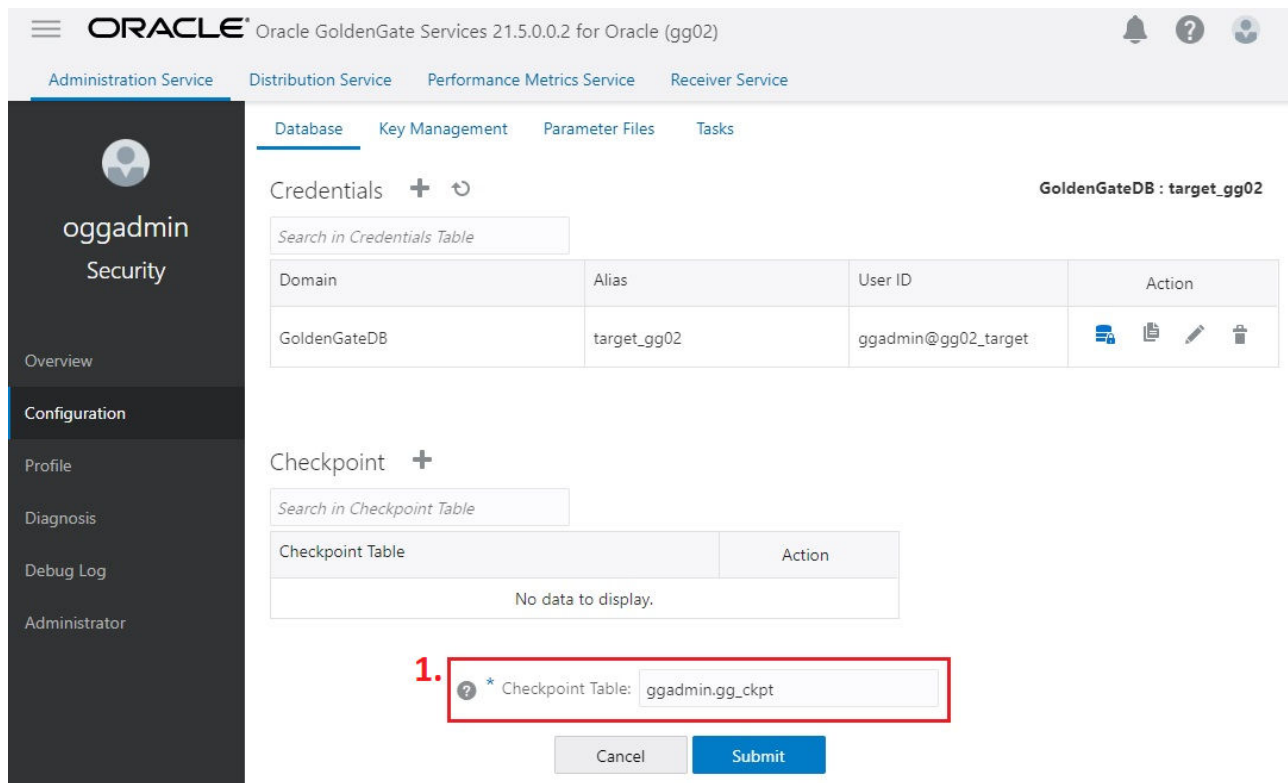 ORACLE Oracle GoldenGate Services 21.5.0.0.2 for Oracle (gg02)
Administration Service Distribution Service Performance Metrics Service Receiver Service
Database Key Management Parameter Files Tasks
Credentials GoldenGateDB : target_gg02
oggadmin
Search in Credentials Table
Security
Domain Alias User ID Action
GoldenGateDB target_gg02 ggadmin@gg02_target
Overview
Configuration
Profile
Checkpoint
Search in Checkpoint Table
Diagnosis
Checkpoint Table Action
Debug Log
No data to display.
Administrator
1.
* Checkpoint Table: ggadmin.gg_ckpt
Cancel Submit